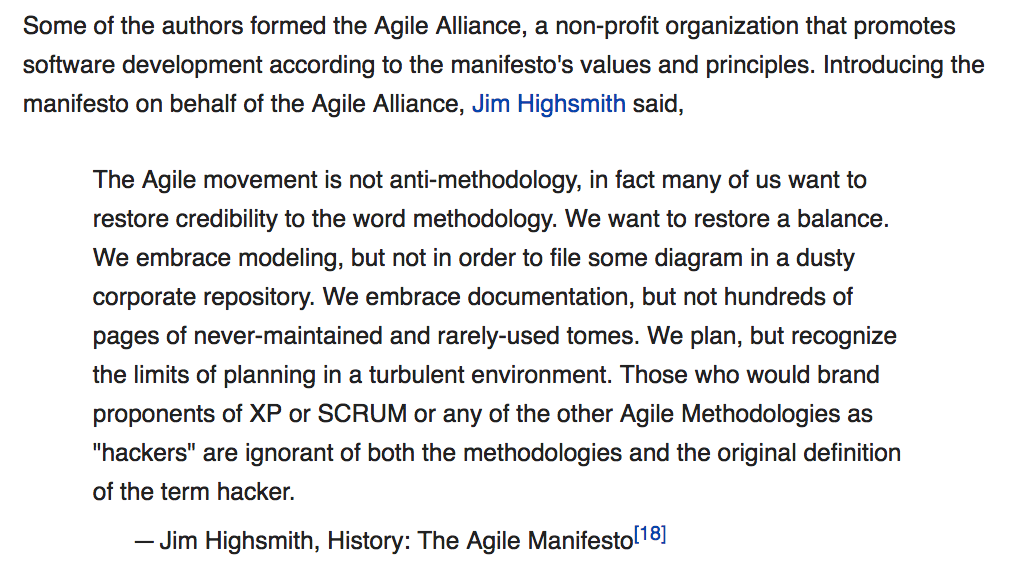 Some of the authors formed the Agile Alliance, a non-profit organization that promotes
software development according to the manifesto's values and principles. Introducing the
manifesto on behalf of the Agile Alliance, Jim Highsmith said,
The Agile movement is not anti-methodology, in fact many of us want to
restore credibility to the word methodology. We want to restore a balance.
We embrace modeling, but not in order to file some diagram in a dusty
corporate repository. We embrace documentation, but not hundreds of
pages of never-maintained and rarely-used tomes. We plan, but recognize
the limits of planning in a turbulent environment. Those who would brand
proponents of XP or SCRUM or any of the other Agile Methodologies as
"hackers" are ignorant of both the methodologies and the original definition
of the term hacker.
— Jim Highsmith, History: The Agile Manifesto[18]